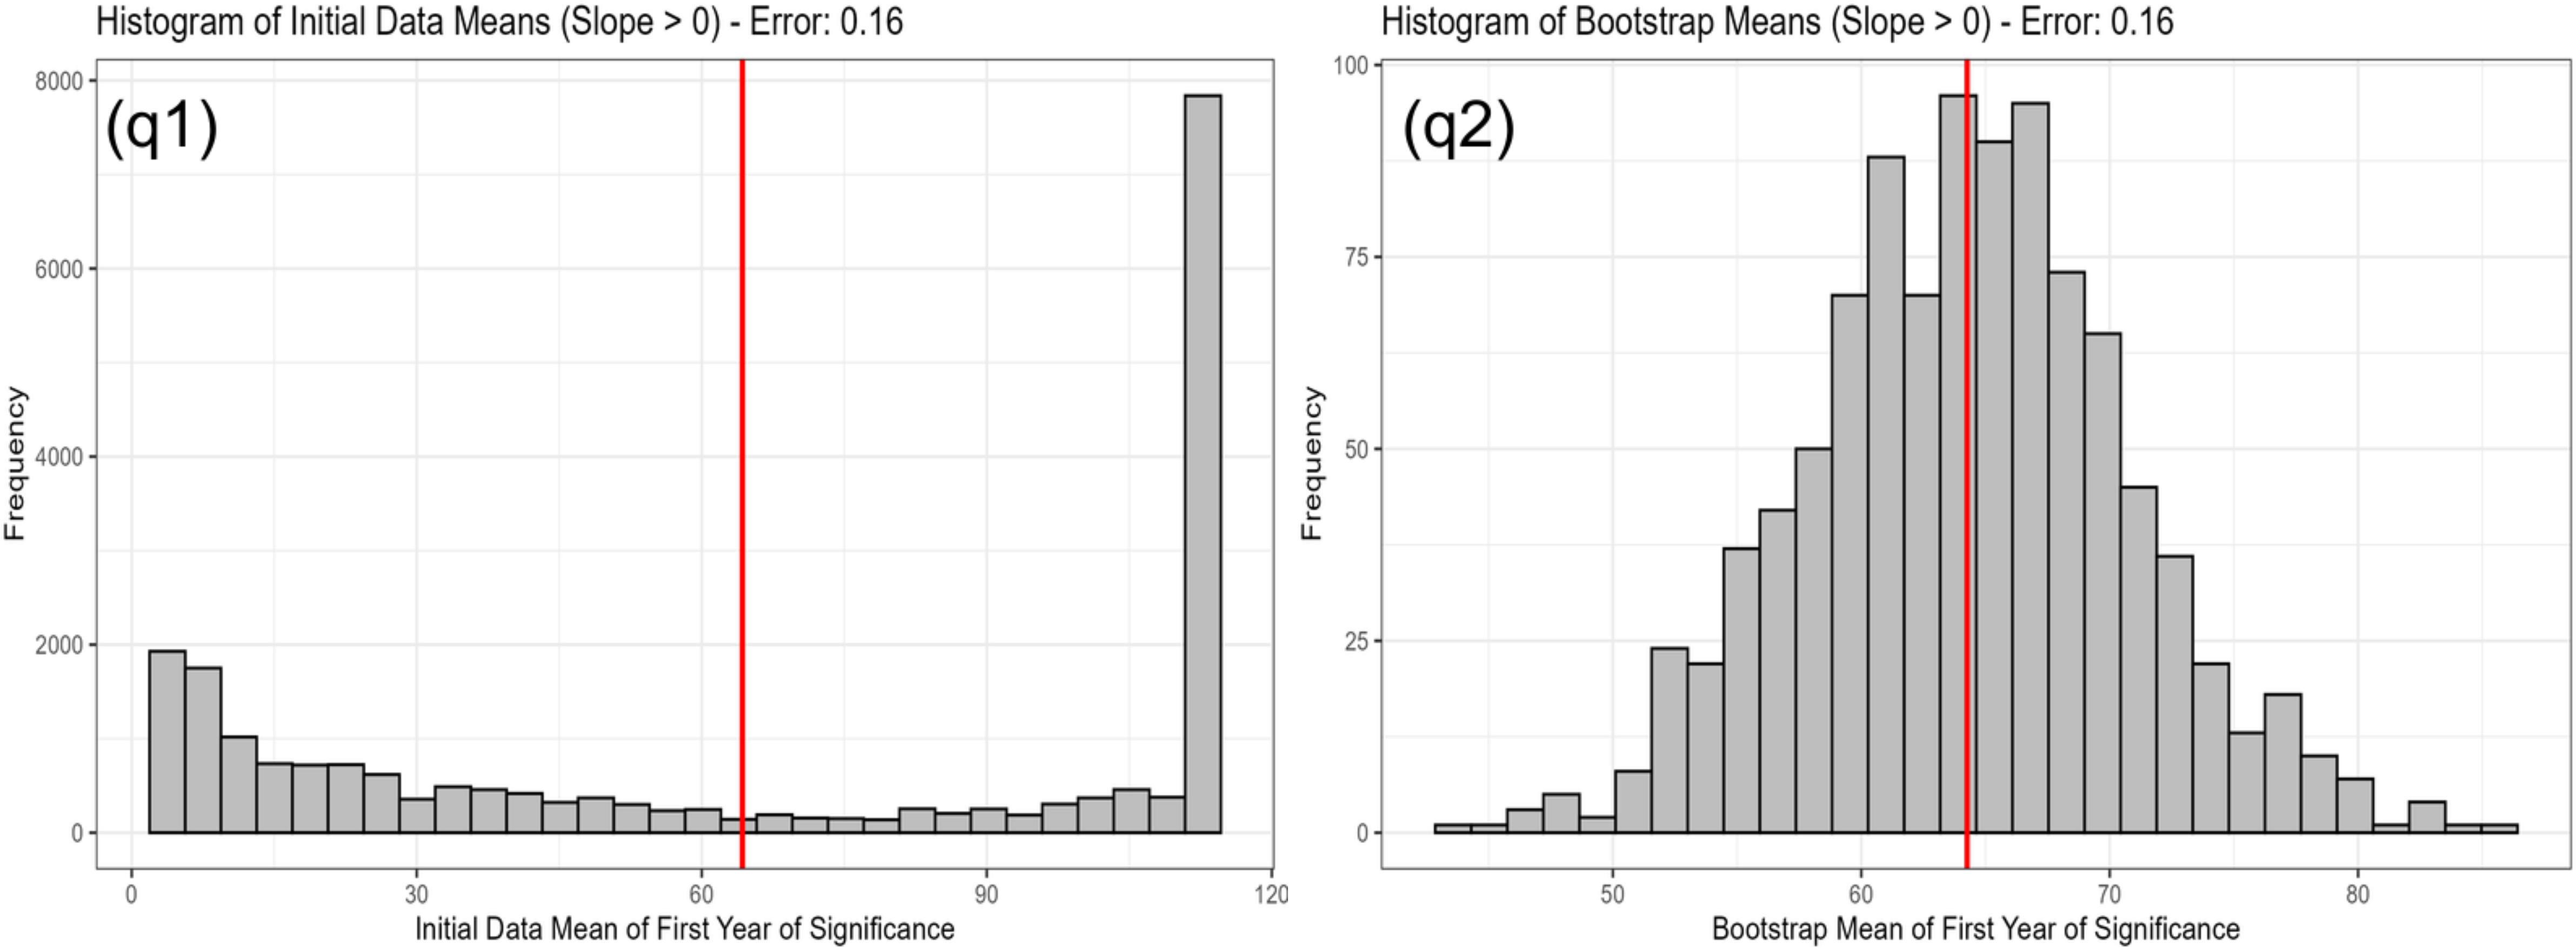 Histogram of Initial Data Means (Slope > 0) - Error: 0.16
(q1)
Frequency
8000
6000
4000
2000
0
0 30 60 90 120
Initial Data Mean of First Year of Significance
Histogram of Bootstrap Means (Slope > 0) - Error: 0.16
(q2)
Frequency
100
75
50
25
0
50 60 70 80
Bootstrap Mean of First Year of Significance